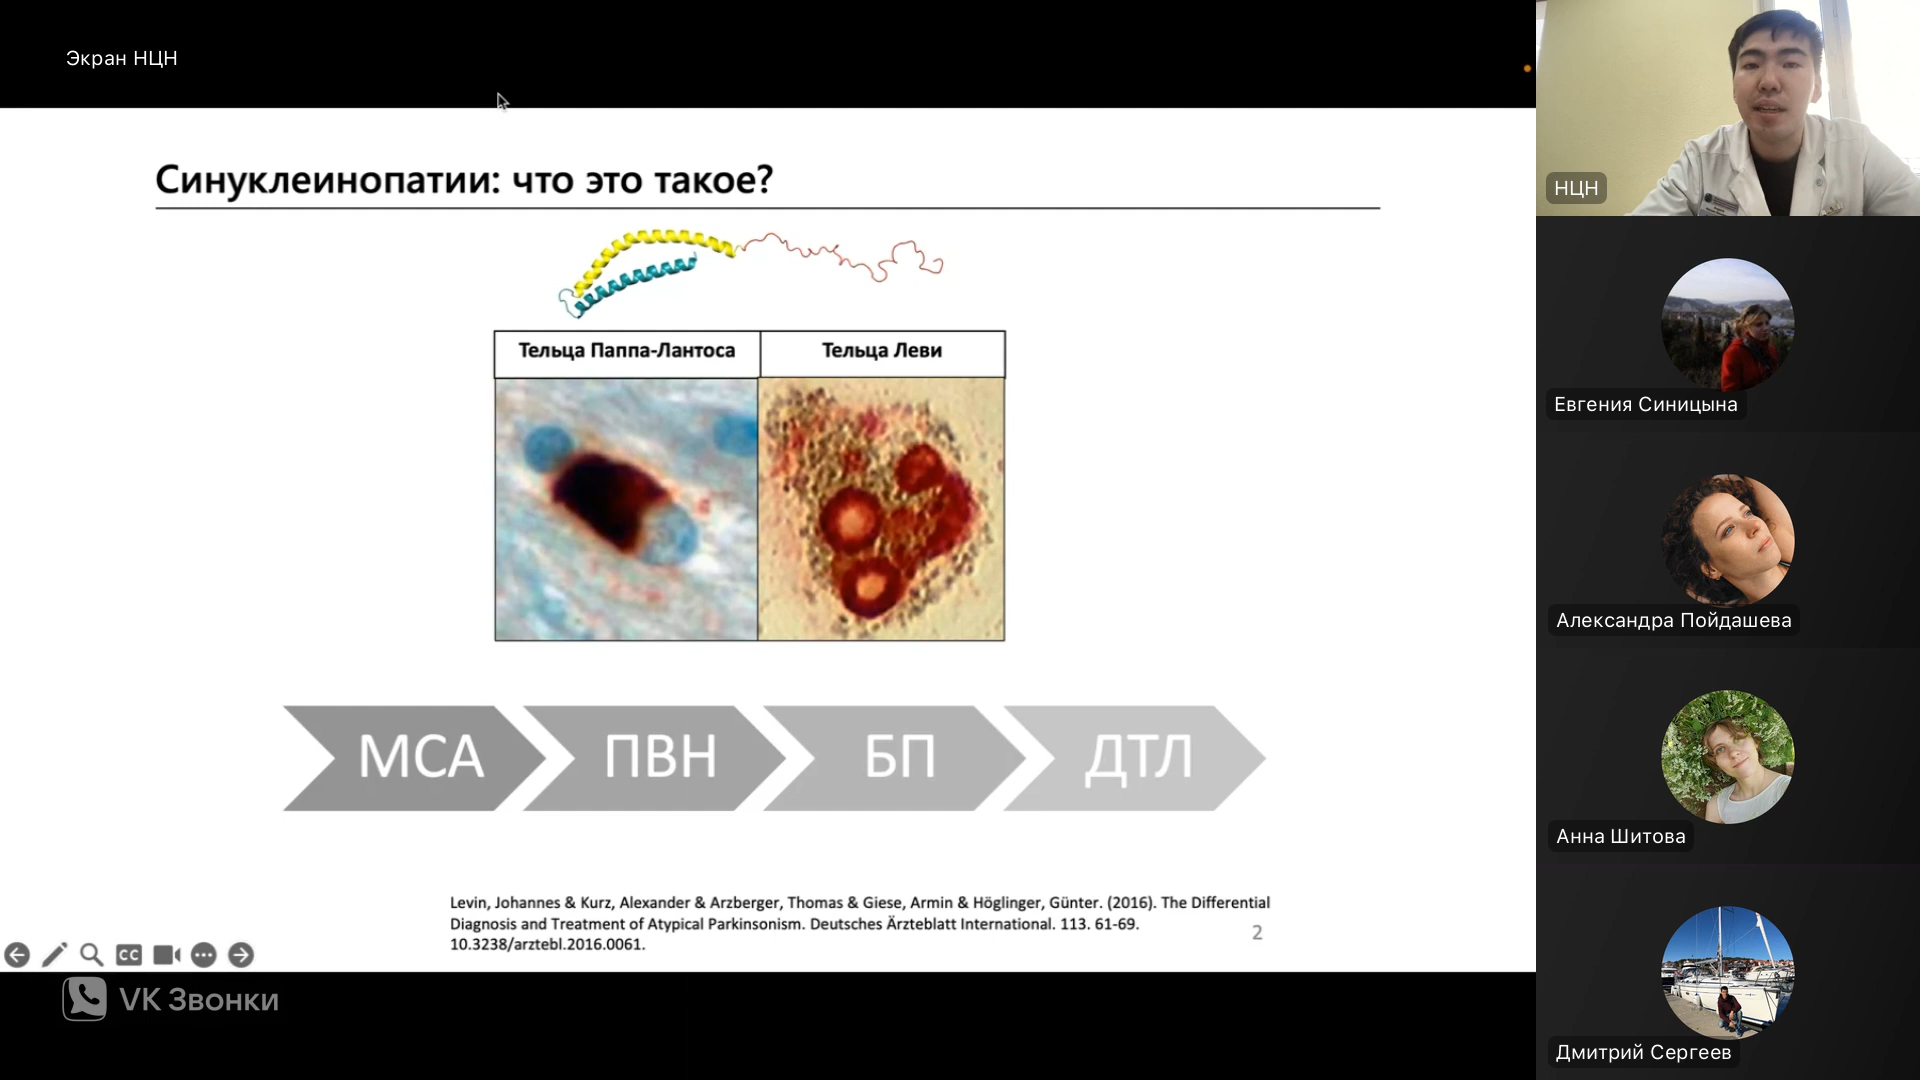 Экран НЦН
Синуклеинопатии: что это такое?
Тельца Паппа-Лантоса
Тельца Леви
МСА
ПВН
БП
ДТЛ
Levin, Johannes & Kurz, Alexander & Arzberger, Thomas & Giese, Armin & Höglinger, Günter. (2016). The Differential
Diagnosis and Treatment of Atypical Parkinsonism. Deutsches Ärzteblatt International. 113. 61-69.
10.3238/arztebl.2016.0061.
2
CC
VK Звонки
НЦН
Евгения Синицына
Александра Пойдашева
Анна Шитова
Дмитрий Сергеев